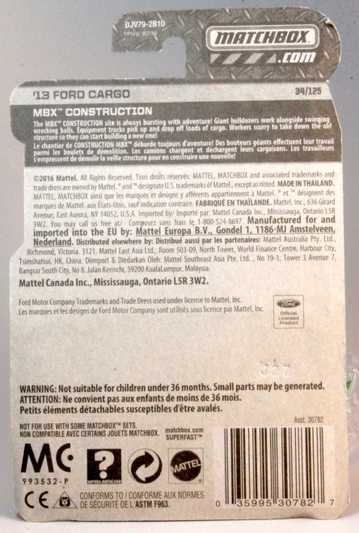 DJV79-2B10
MATCHBOX
.com
'13 FORD CARGO
34/125
MBX™ CONSTRUCTION
The MBX™ CONSTRUCTION site is always bustling with adventure! Giant bulldozers work alongside swinging
wrecking balls. Equipment trucks pick up and drop off loads of cargo. Workers scurry to take down the old
structure so they can start building a new one!
Le chantier de CONSTRUCTION MBX™ déborde toujours d'aventure! Des bouteurs géants effectuent leur travail
parmi les boulets de démolition. Les camions chargent et déchargent leurs cargaisons. Les travailleurs
s'empressent de démolir la veille structure pour en construire une nouvelle!
©2016 Mattel. All Rights Reserved. Tous droits réservés. MATTEL, MATCHBOX and associated trademarks and
trade dress are owned by Mattel. ® and ™ designate U.S. trademarks of Mattel, except as noted. MADE IN THAILAND.
MATTEL, MATCHBOX ainsi que les marques et designs y afférents appartiennent à Mattel. ® et ™ désignent des
marques de Mattel aux États-Unis, sauf indication contraire. FABRIQUÉ EN THAÏLANDE. Mattel, Inc., 636 Girard
Avenue, East Aurora, NY 14052, U.S.A. Imported by/ Importé par: Mattel Canada Inc., Mississauga, Ontario L5R
3W2. You may call us free at/ Composez sans frais le 1-800-524-8697. Manufactured for and
imported into the EU by: Mattel Europa B.V., Gondel 1, 1186-MJ Amstelveen,
Nederland. Distributed elsewhere by: Distribué aussi par les partenaires: Mattel Australia Pty. Ltd.,
Richmond, Victoria. 3121. Mattel East Asia Ltd., Room 503-09, North Tower, World Finance Centre, Harbour City,
Tsimshatsui, HK, China. Diimport & Diedarkan Oleh: Mattel Southeast Asia Pte. Ltd., No 19-1, Tower 3 Avenue 7,
Bangsar South City, No 8, Jalan Kerinchi, 59200 KualaLumpur, Malaysia.
Mattel Canada Inc., Mississauga, Ontario L5R 3W2.
Ford Motor Company Trademarks and Trade Dress used under license to Mattel, Inc.
Les marques et les designs de Ford Motor Company sont utilisés sous licence par Mattel, Inc.
Ford
Official
Licensed
Product
WARNING: Not suitable for children under 36 months. Small parts may be generated.
ATTENTION: Ne convient pas aux enfants de moins de 36 mois.
Petits éléments détachables susceptibles d'être avalés.
Asst. 30782
NOT FOR USE WITH SOME MATCHBOX SETS.
NON COMPATIBLE AVEC CERTAINS JOUETS MATCHBOX.
matchbox.com
SUPERFAST™
MC
993532-P
?
MATTEL
CE
CONFORMS TO / CONFORME AUX NORMES
DE SÉCURITÉ DE L'ASTM F963.
0 35995 30782 7